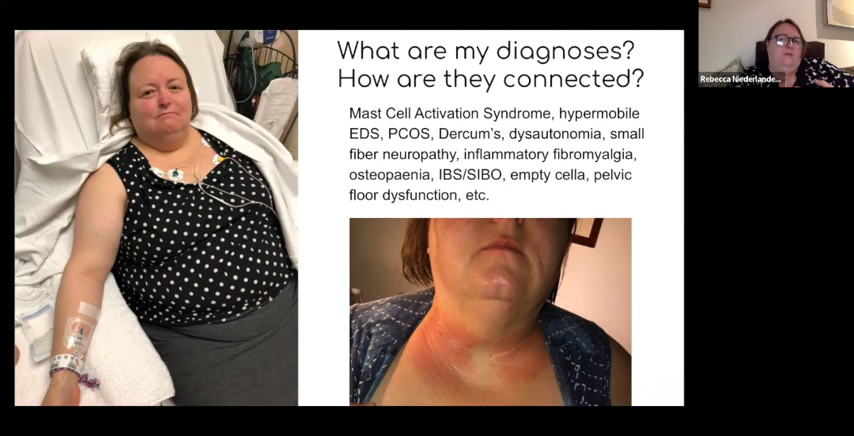 What are my diagnoses?
How are they connected?
Mast Cell Activation Syndrome, hypermobile
EDS, PCOS, Dercum's, dysautonomia, small
fiber neuropathy, inflammatory fibromyalgia,
osteopaenia, IBS/SIBO, empty cella, pelvic
floor dysfunction, etc.
Rebecca Niederlande...